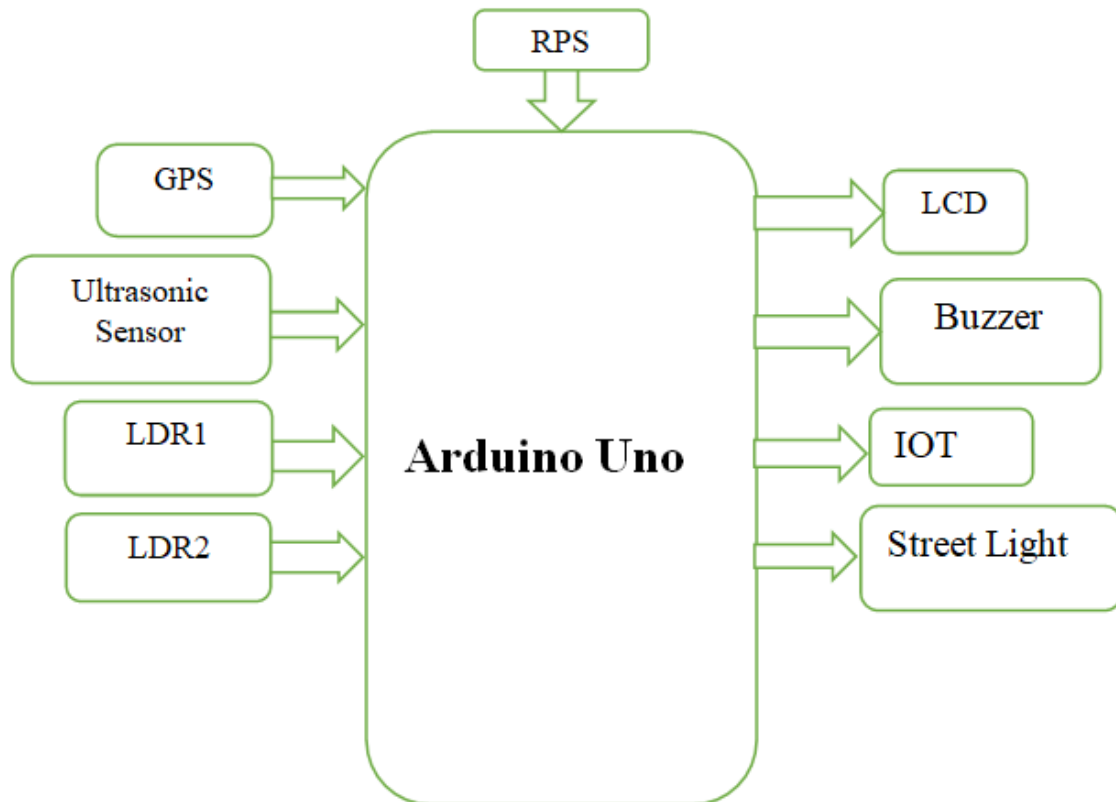 RPS
GPS
Ultrasonic
Sensor
LDR1
LDR2
Arduino Uno
LCD
Buzzer
IOT
Street Light